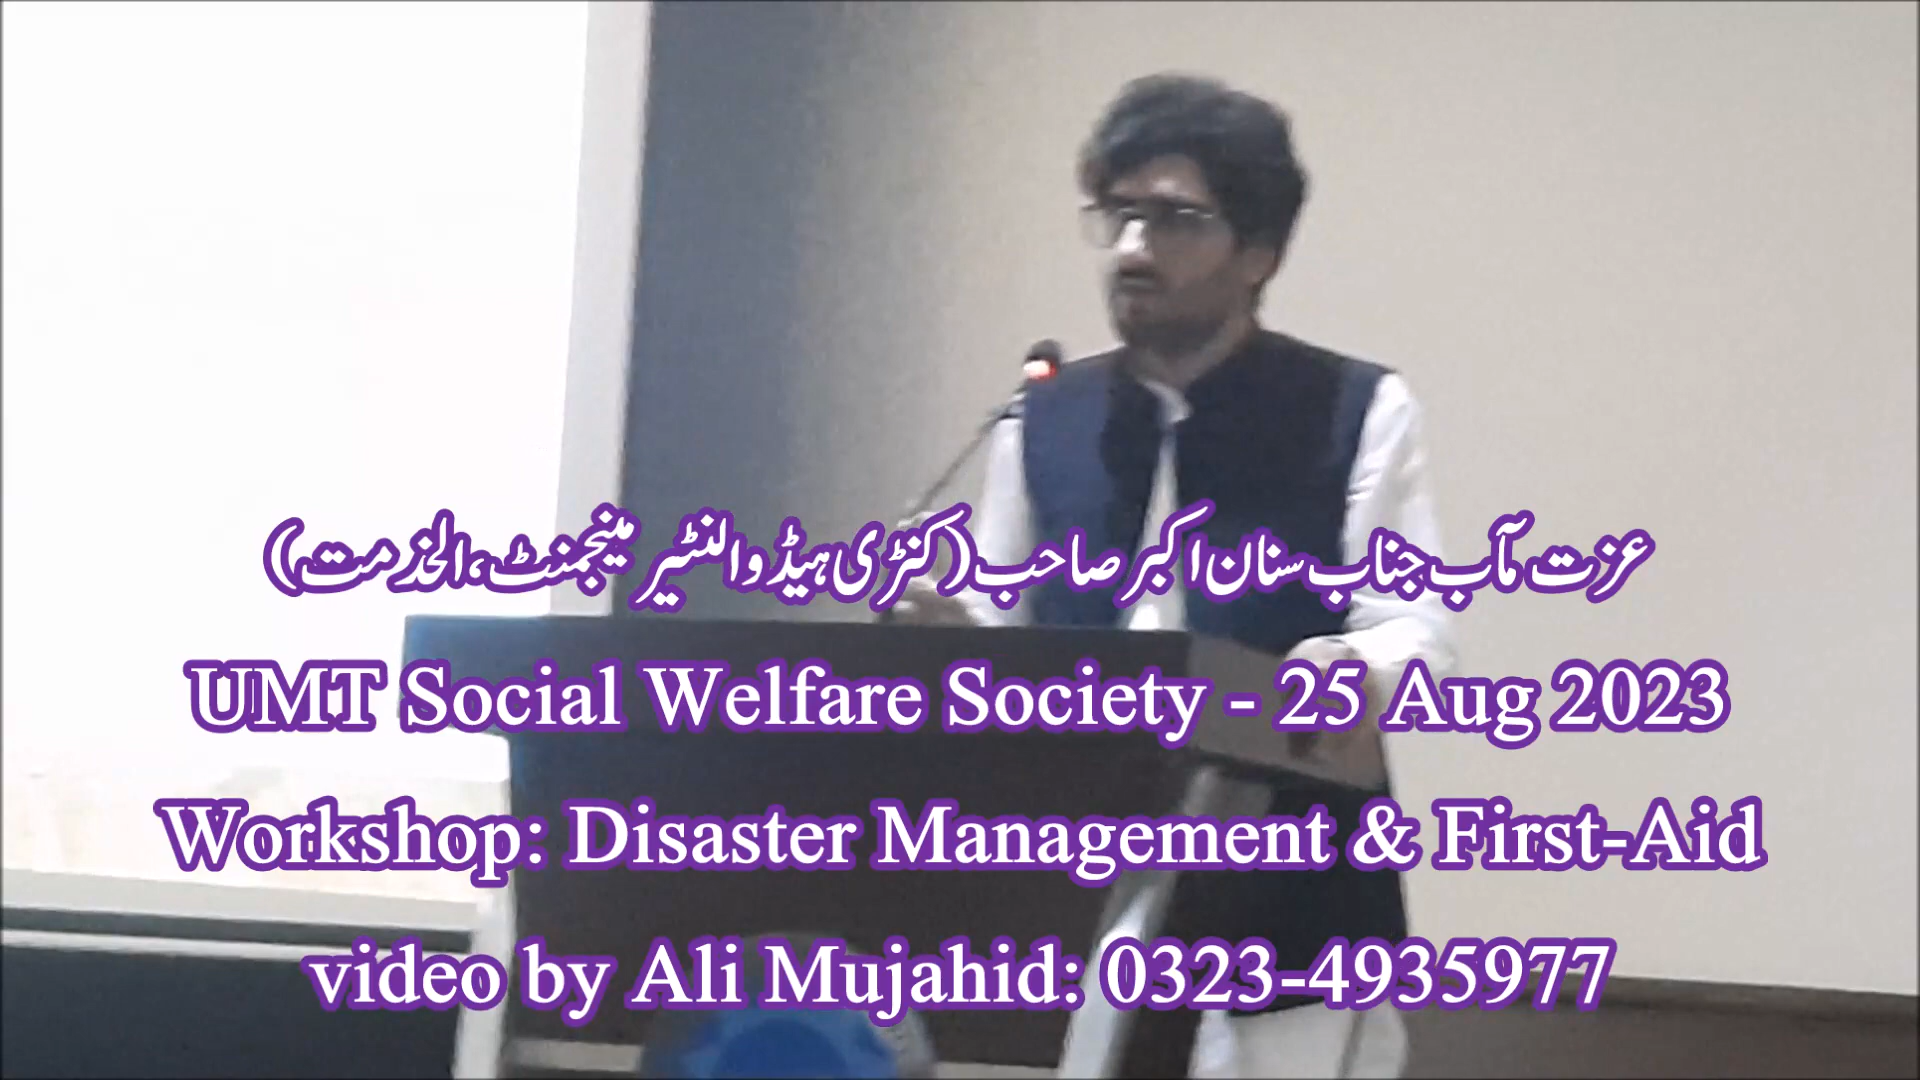 عزت مآب جناب سنان اکبر صاحب (کنٹری ہیڈ والنٹیر مینجمنٹ، الخدمت)
UMT Social Welfare Society - 25 Aug 2023
Workshop: Disaster Management & First-Aid
video by Ali Mujahid: 0323-4935977